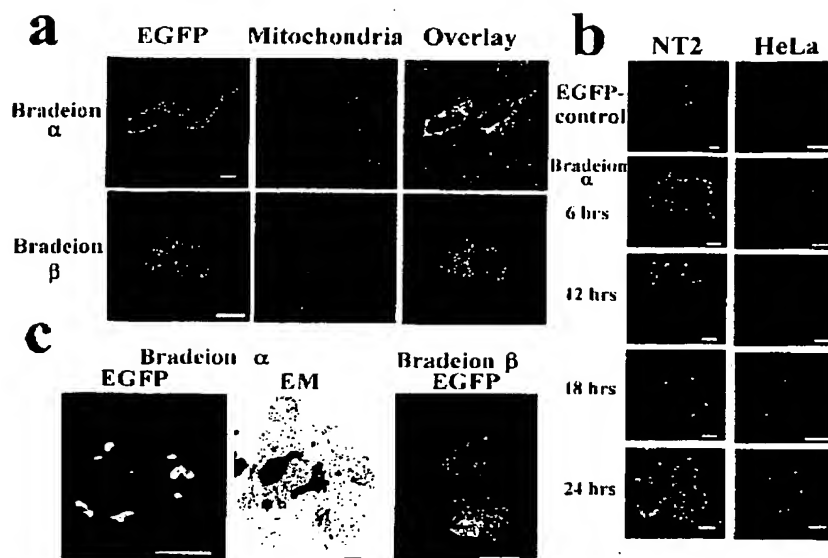 a
EGFP Mitochondria Overlay
Bradeion
α
Bradeion
β
b
NT2 HeLa
EGFP-
control
Bradeion
α
6 hrs
12 hrs
18 hrs
24 hrs
c
Bradeion α
EGFP EM
Bradeion β
EGFP